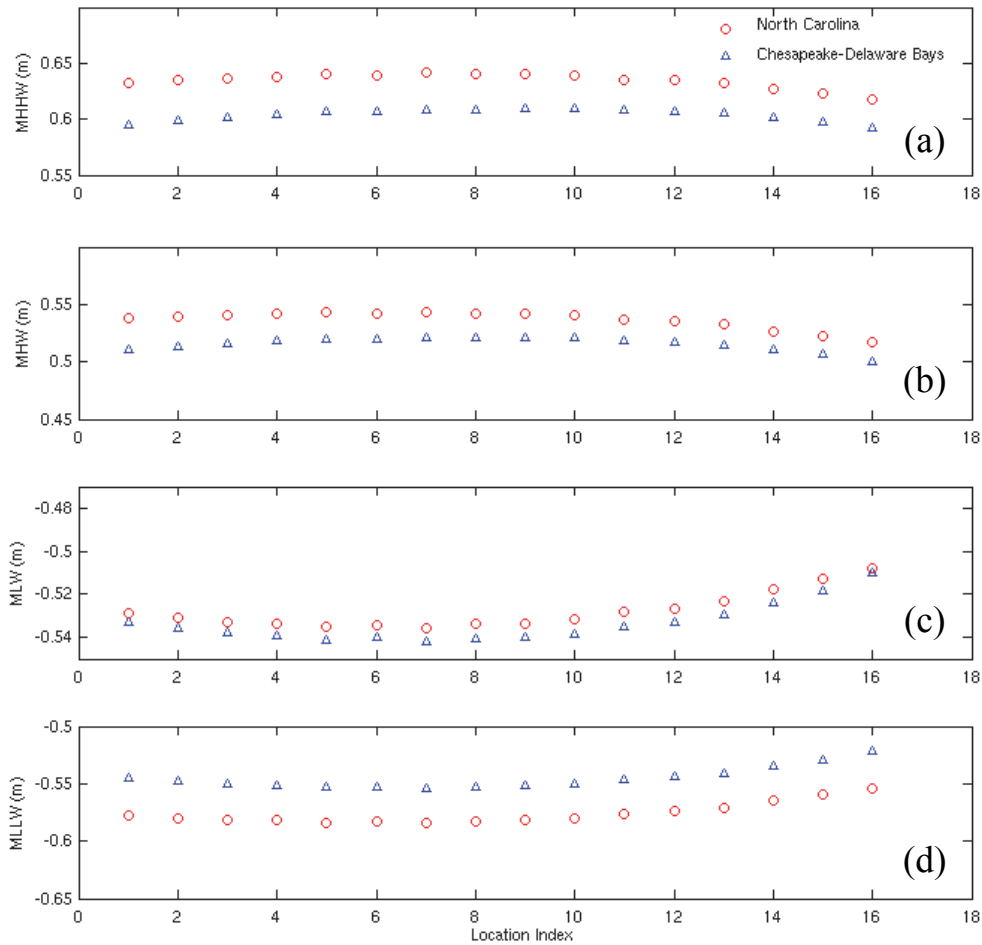 North Carolina
Chesapeake-Delaware Bays
MHHW (m)
0.65
0.6
0.55
0 2 4 6 8 10 12 14 16 18
(a)
MHW (m)
0.55
0.5
0.45
0 2 4 6 8 10 12 14 16 18
(b)
MLW (m)
-0.48
-0.5
-0.52
-0.54
0 2 4 6 8 10 12 14 16 18
(c)
MLLW (m)
-0.5
-0.55
-0.6
-0.65
0 2 4 6 8 10 12 14 16 18
(d)
Location Index